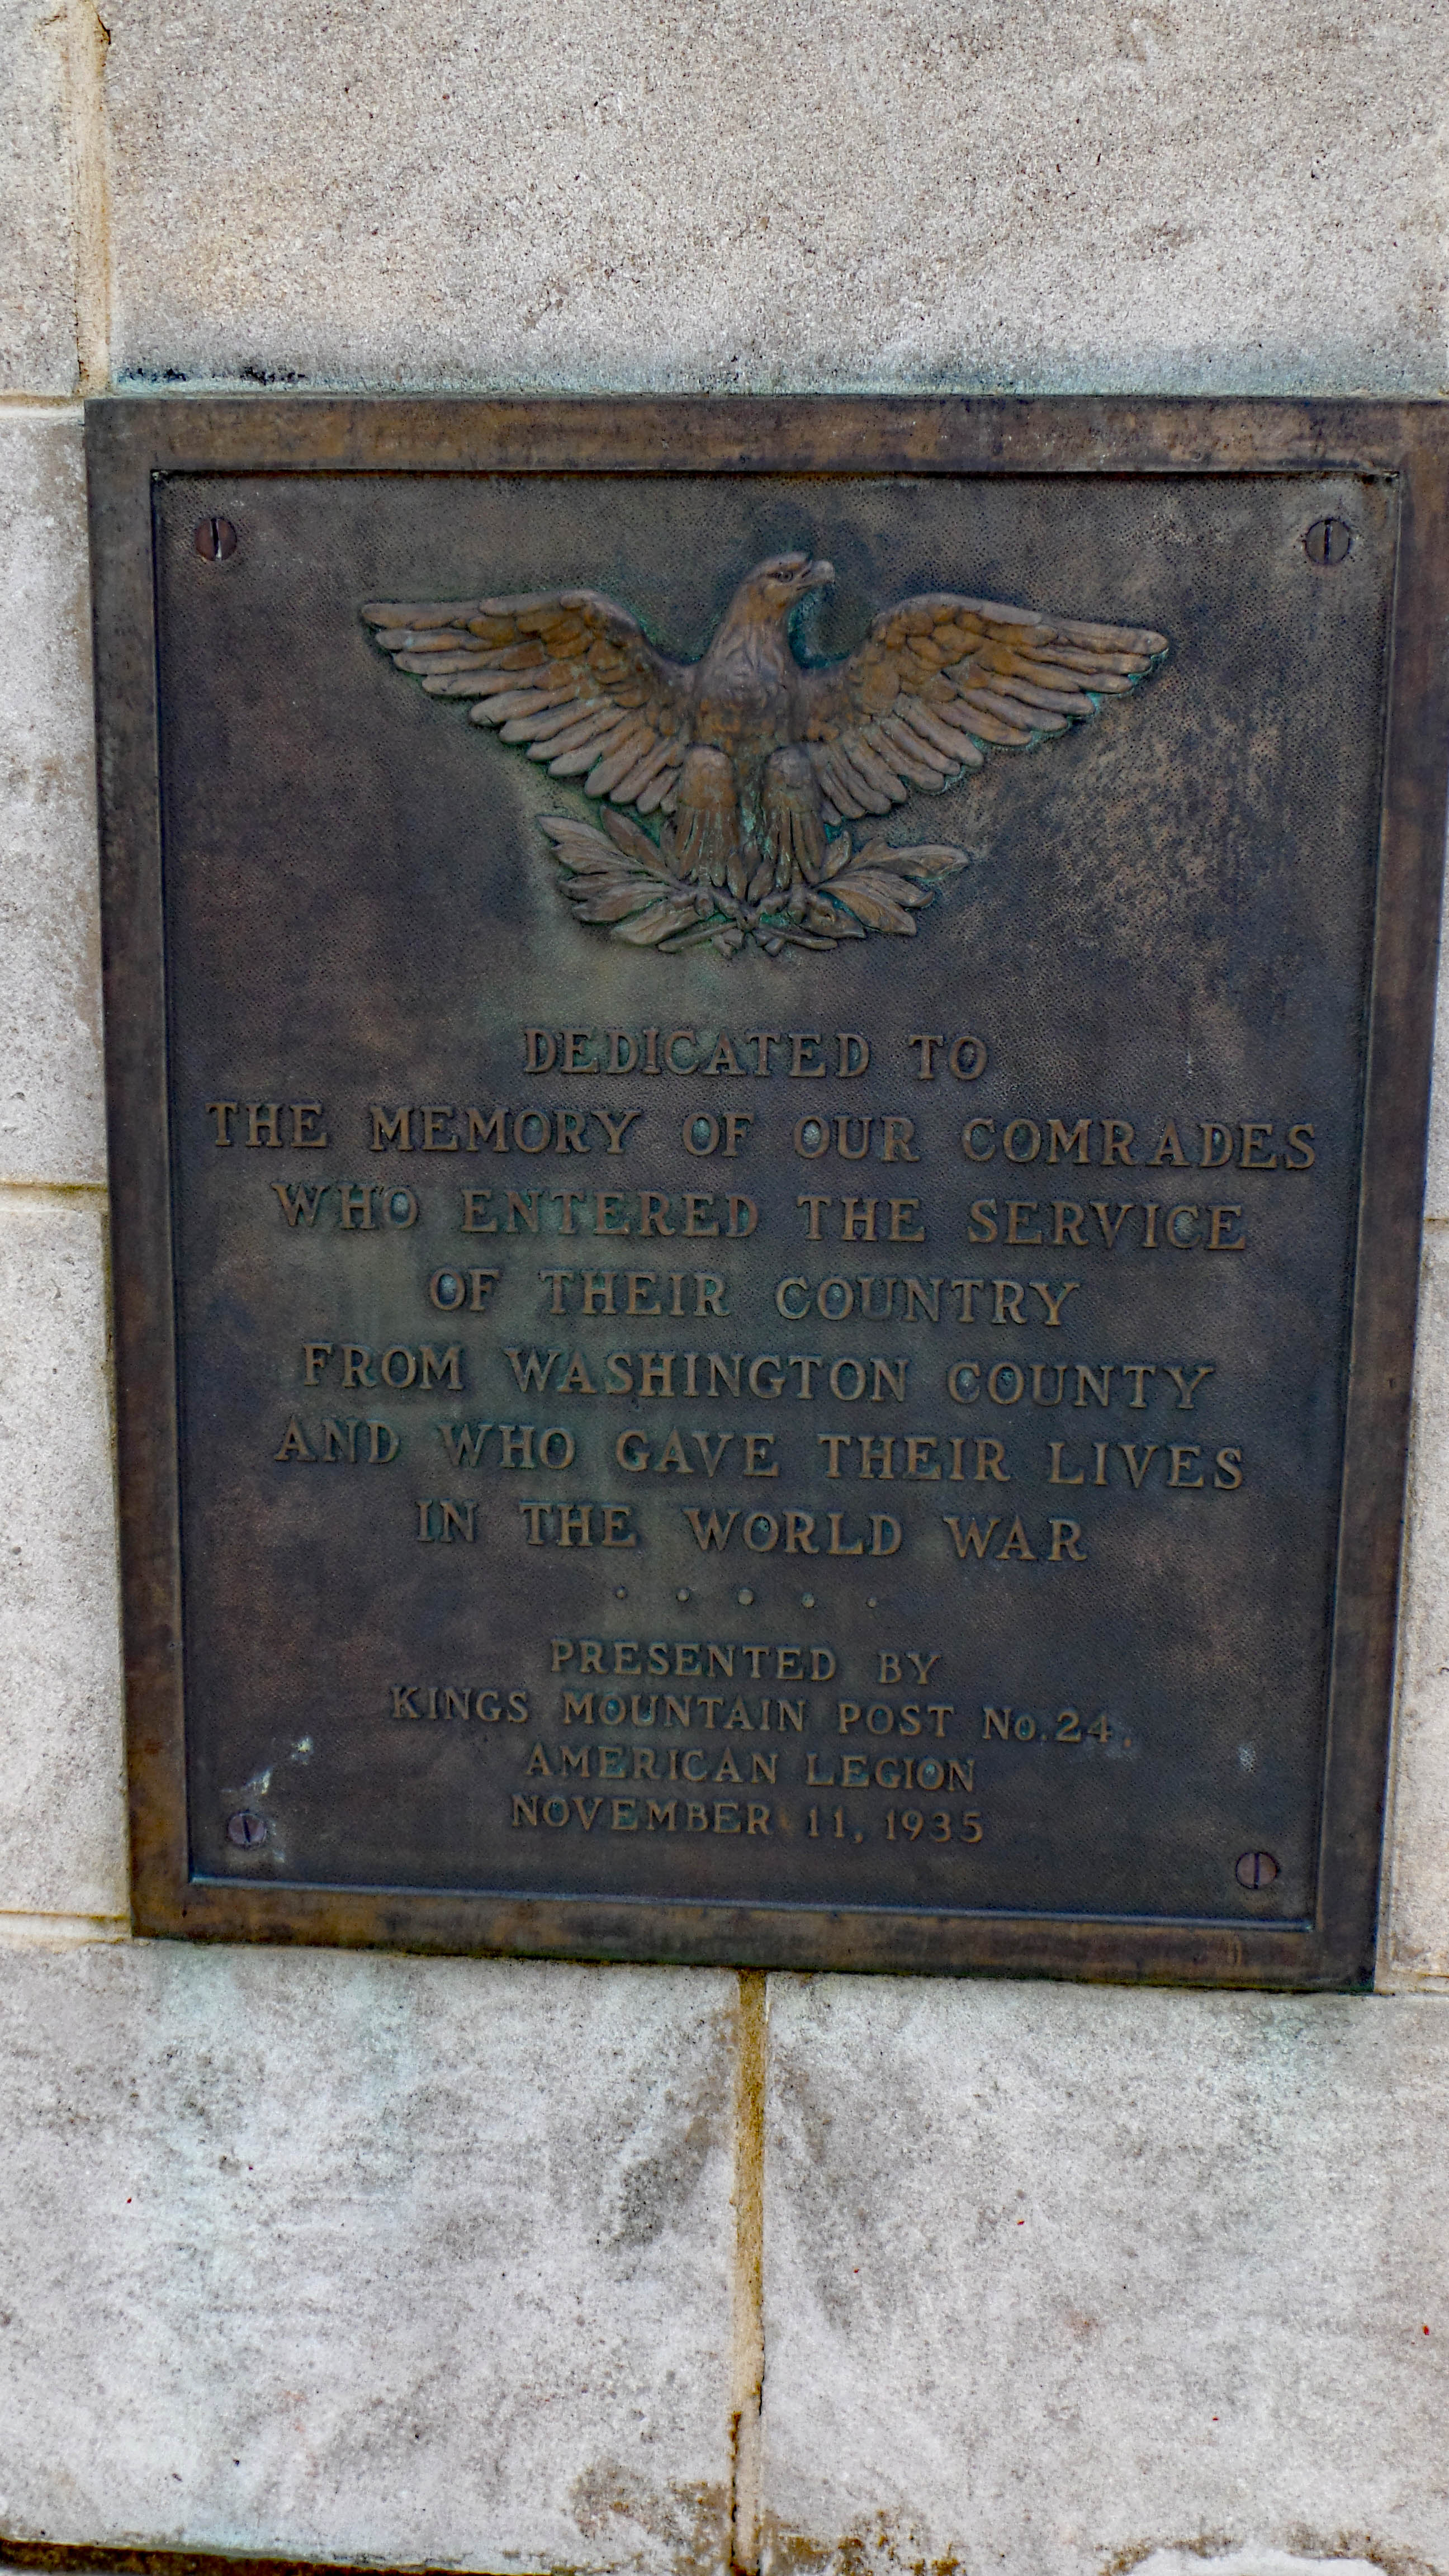 DEDICATED TO
THE MEMORY OF OUR COMRADES
WHO ENTERED THE SERVICE
OF THEIR COUNTRY
FROM WASHINGTON COUNTY
AND WHO GAVE THEIR LIVES
IN THE WORLD WAR
• • • • •
PRESENTED BY
KINGS MOUNTAIN POST No. 24,
AMERICAN LEGION
NOVEMBER 11, 1935